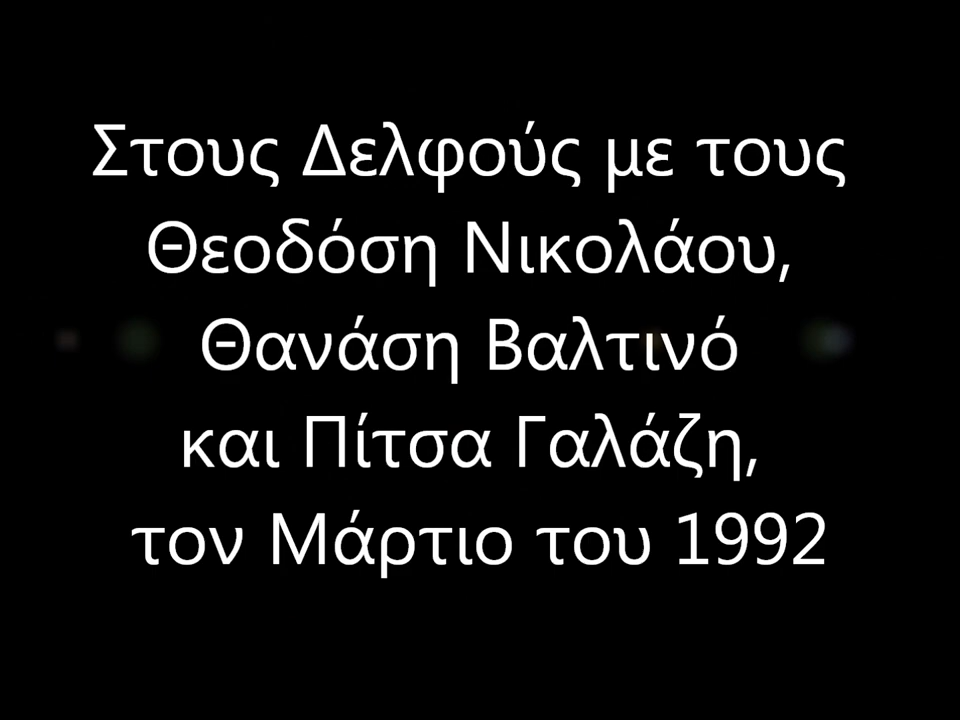 Στους Δελφούς με τους
Θεοδόση Νικολάου,
Θανάση Βαλτινό
και Πίτσα Γαλάζη,
τον Μάρτιο του 1992